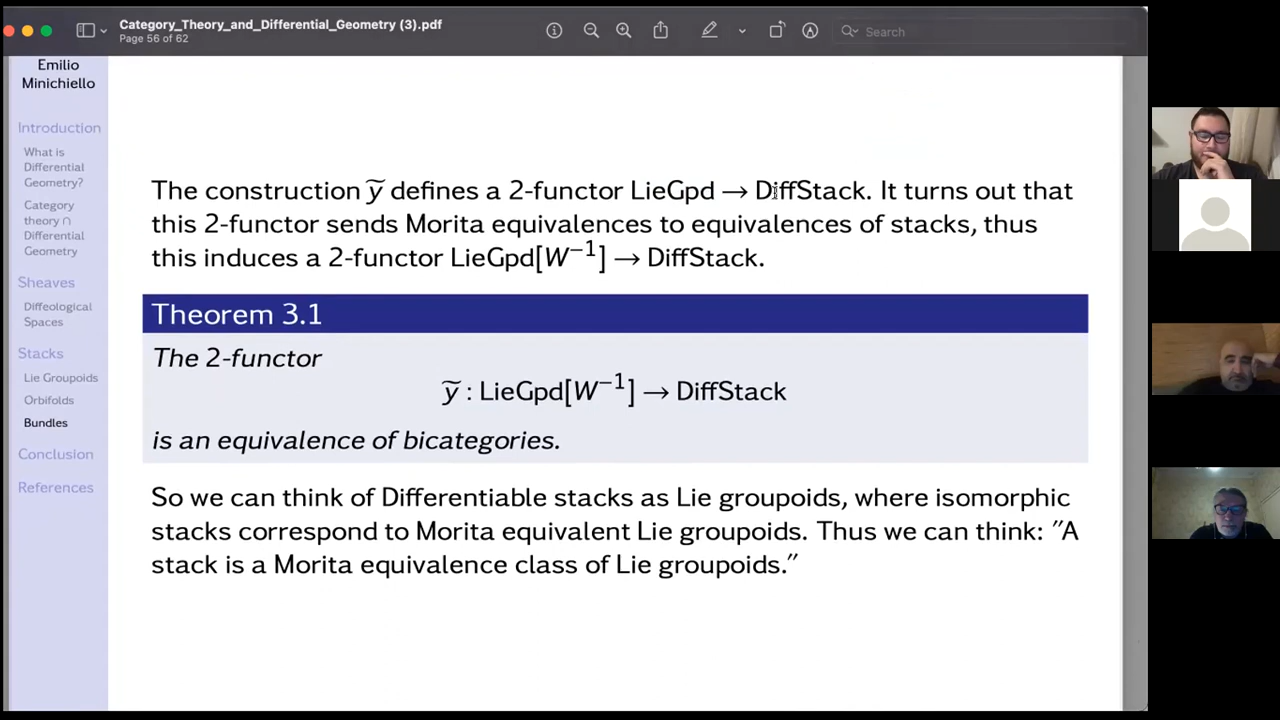 Category_Theory_and_Differential_Geometry (3).pdf
Page 56 of 62
Search
Emilio
Minichiello
Introduction
What is
Differential
Geometry?
Category
theory ∩
Differential
Geometry
Sheaves
Diffeological
Spaces
Stacks
Lie Groupoids
Orbifolds
Bundles
Conclusion
References
The construction ỹ defines a 2-functor LieGpd → DiffStack. It turns out that
this 2-functor sends Morita equivalences to equivalences of stacks, thus
this induces a 2-functor LieGpd[W⁻¹] → DiffStack.
Theorem 3.1
The 2-functor
ỹ : LieGpd[W⁻¹] → DiffStack
is an equivalence of bicategories.
So we can think of Differentiable stacks as Lie groupoids, where isomorphic
stacks correspond to Morita equivalent Lie groupoids. Thus we can think: "A
stack is a Morita equivalence class of Lie groupoids."